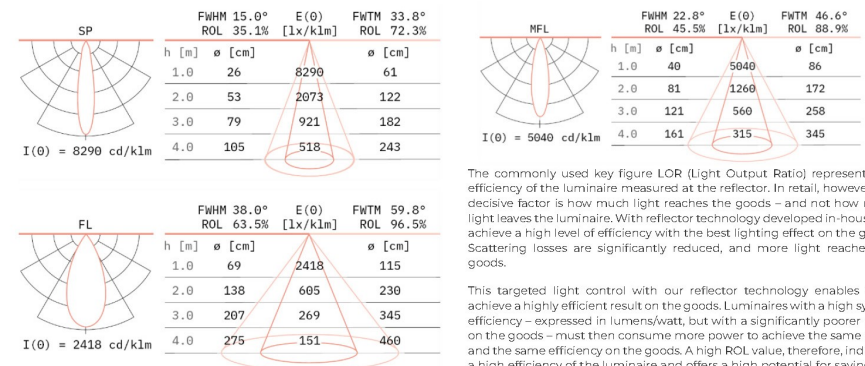 SP
FWHM 15.0° E(0) FWTM 33.8°
ROL 35.1% [lx/klm] ROL 72.3%
h [m] ø [cm] ø [cm]
1.0 26 8290 61
2.0 53 2073 122
3.0 79 921 182
4.0 105 518 243
I(0) = 8290 cd/klm
FL
FWHM 38.0° E(0) FWTM 59.8°
ROL 63.5% [lx/klm] ROL 96.5%
h [m] ø [cm] ø [cm]
1.0 69 2418 115
2.0 138 605 230
3.0 207 269 345
4.0 275 151 460
I(0) = 2418 cd/klm
MFL
FWHM 22.8° E(0) FWTM 46.6°
ROL 45.5% [lx/klm] ROL 88.9%
h [m] ø [cm] ø [cm]
1.0 40 5040 86
2.0 81 1260 172
3.0 121 560 258
4.0 161 315 345
I(0) = 5040 cd/klm
The commonly used key figure LOR (Light Output Ratio) represent
efficiency of the luminaire measured at the reflector. In retail, howeve
decisive factor is how much light reaches the goods – and not how
light leaves the luminaire. With reflector technology developed in-hous
achieve a high level of efficiency with the best lighting effect on the g
Scattering losses are significantly reduced, and more light reache
goods.
This targeted light control with our reflector technology enables
achieve a highly efficient result on the goods. Luminaires with a high sy
efficiency – expressed in lumens/watt, but with a significantly poorer
on the goods – must then consume more power to achieve the same
and the same efficiency on the goods. A high ROL value, therefore, ind
a high efficiency of the luminaire and offers a high potential for saving